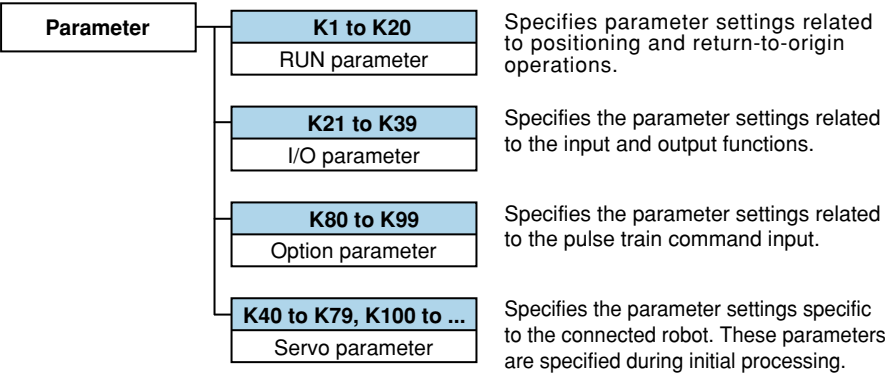 Parameter
K1 to K20
RUN parameter
Specifies parameter settings related
to positioning and return-to-origin
operations.
K21 to K39
I/O parameter
Specifies the parameter settings related
to the input and output functions.
K80 to K99
Option parameter
Specifies the parameter settings related
to the pulse train command input.
K40 to K79, K100 to ...
Servo parameter
Specifies the parameter settings specific
to the connected robot. These parameters
are specified during initial processing.